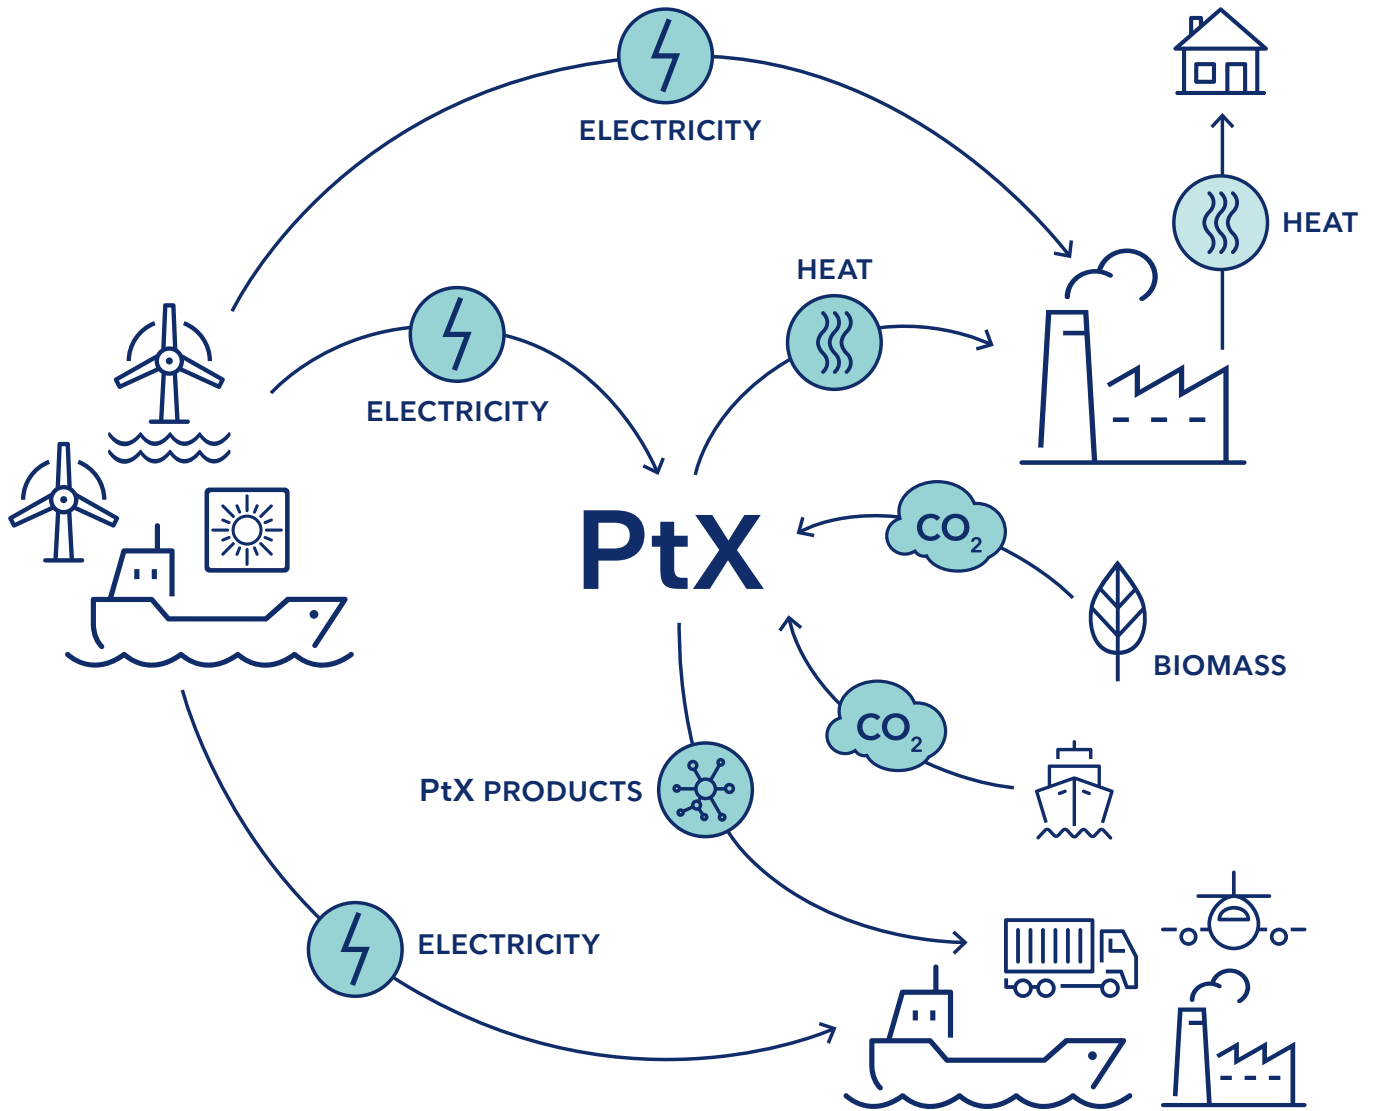 ELECTRICITY
HEAT
HEAT
ELECTRICITY
PtX
CO2
BIOMASS
CO2
PtX PRODUCTS
ELECTRICITY